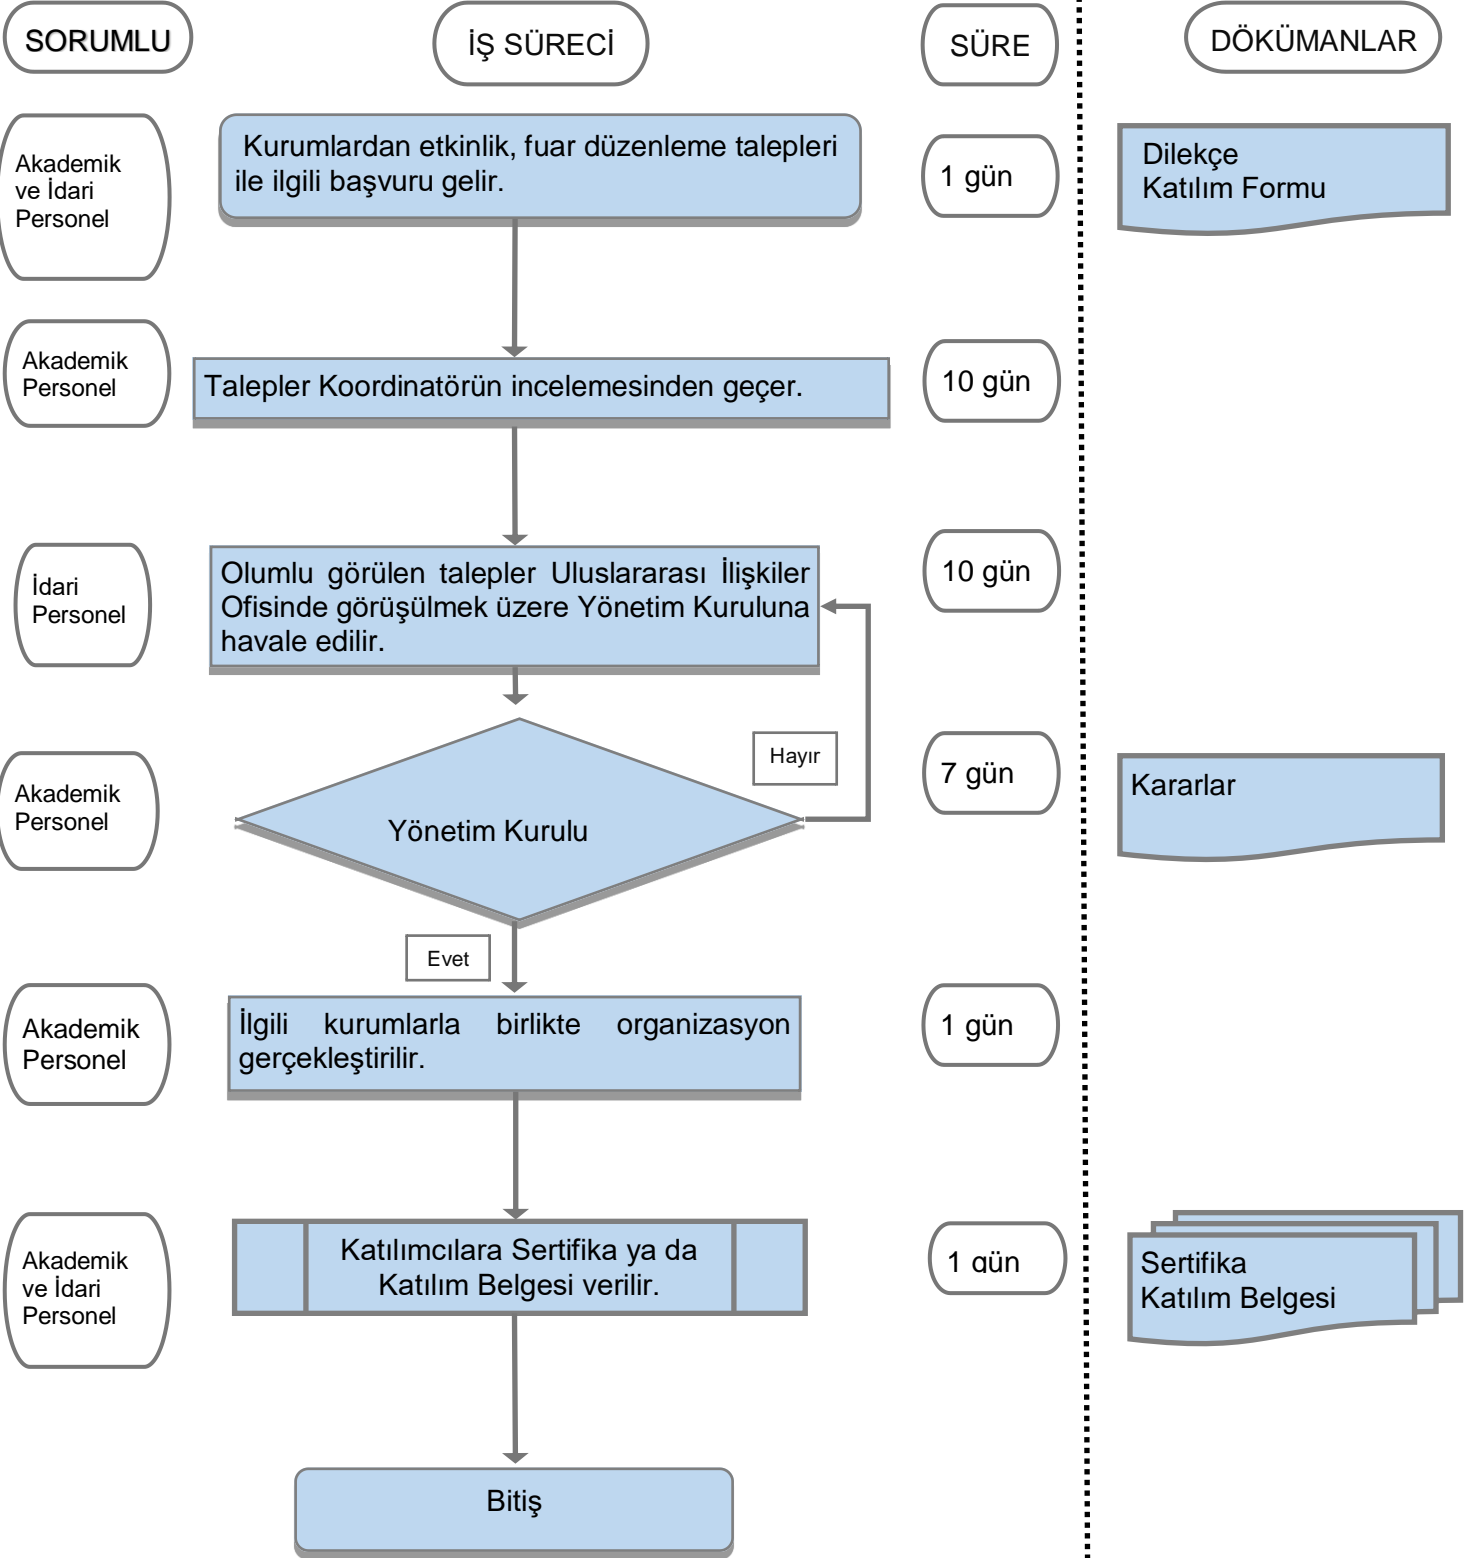 SORUMLU
İŞ SÜRECİ
SÜRE
DÖKÜMANLAR
Akademik
ve İdari
Personel
Kurumlardan etkinlik, fuar düzenleme talepleri
ile ilgili başvuru gelir.
1 gün
Dilekçe
Katılım Formu
Akademik
Personel
Talepler Koordinatörün incelemesinden geçer.
10 gün
İdari
Personel
Olumlu görülen talepler Uluslararası İlişkiler
Ofisinde görüşülmek üzere Yönetim Kuruluna
havale edilir.
10 gün
Akademik
Personel
Yönetim Kurulu
Hayır
7 gün
Kararlar
Evet
Akademik
Personel
İlgili kurumlarla birlikte organizasyon
gerçekleştirilir.
1 gün
Akademik
ve İdari
Personel
Katılımcılara Sertifika ya da
Katılım Belgesi verilir.
1 gün
Sertifika
Katılım Belgesi
Bitiş